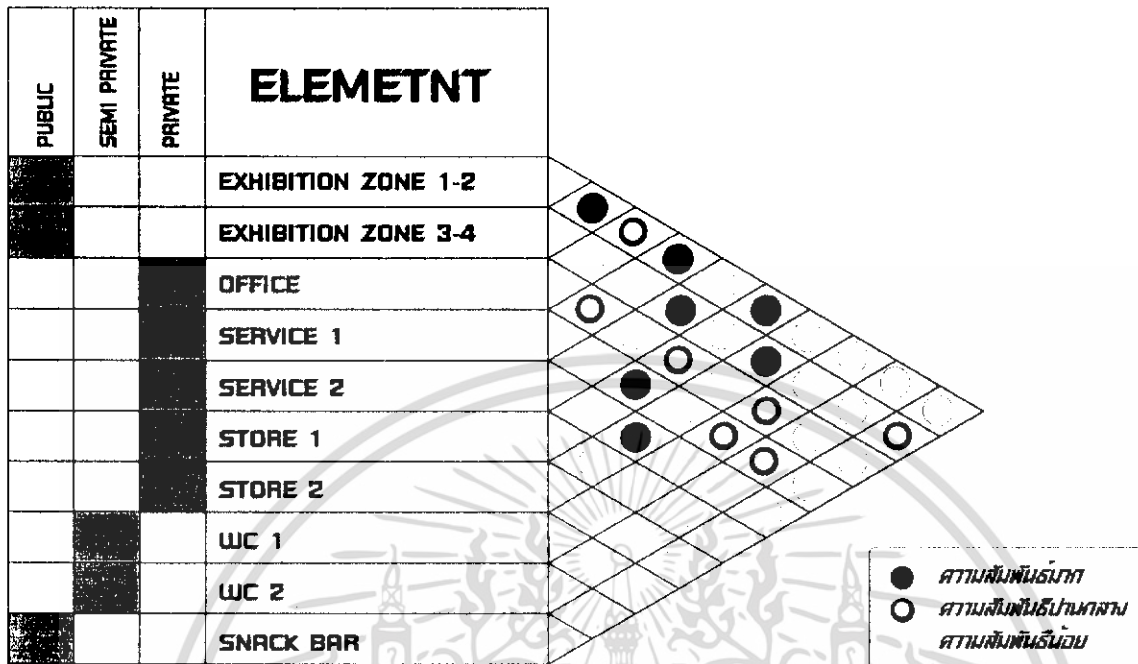 PUBLIC
SEMI PRIVATE
PRIVATE
ELEMETNT
EXHIBITION ZONE 1-2
EXHIBITION ZONE 3-4
OFFICE
SERVICE 1
SERVICE 2
STORE 1
STORE 2
WC 1
WC 2
SNACK BAR
ความสัมพันธ์มาก
ความสัมพันธ์ปานกลาง
ความสัมพันธ์น้อย